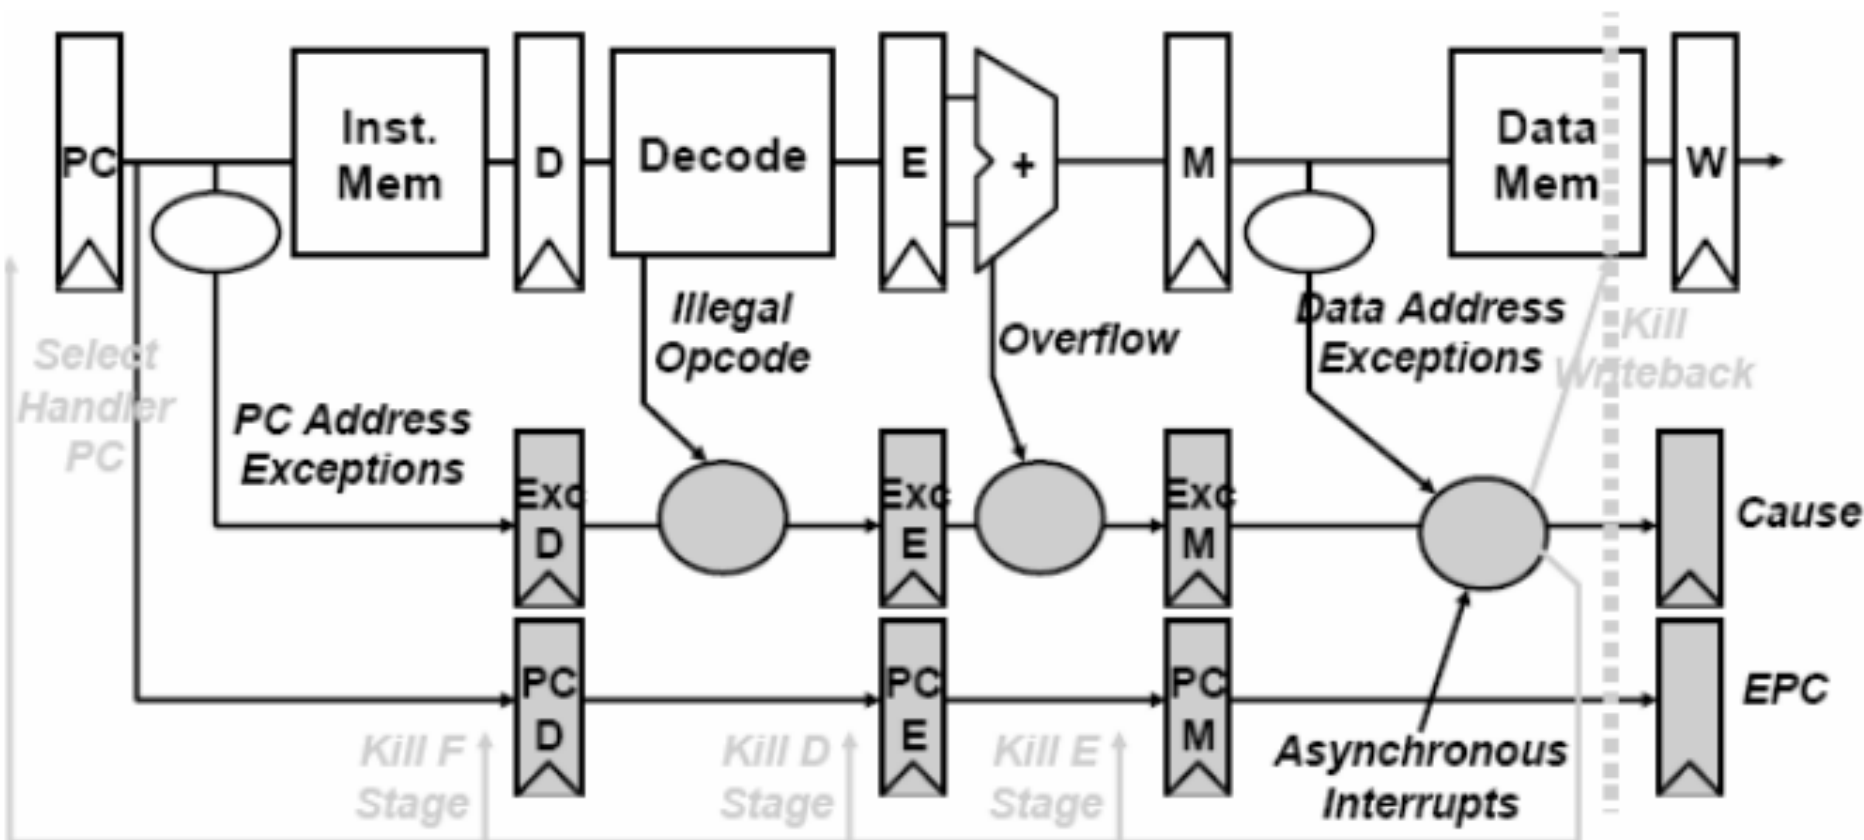 PC
Inst.
Mem
D
Decode
E
+
M
Data
Mem
W
Illegal
Opcode
Overflow
Data Address
Exceptions
Kill
Writeback
Select
Handler
PC
PC Address
Exceptions
Exc
D
Exc
E
Exc
M
Cause
PC
D
PC
E
PC
M
EPC
Kill F
Stage
Kill D
Stage
Kill E
Stage
Asynchronous
Interrupts